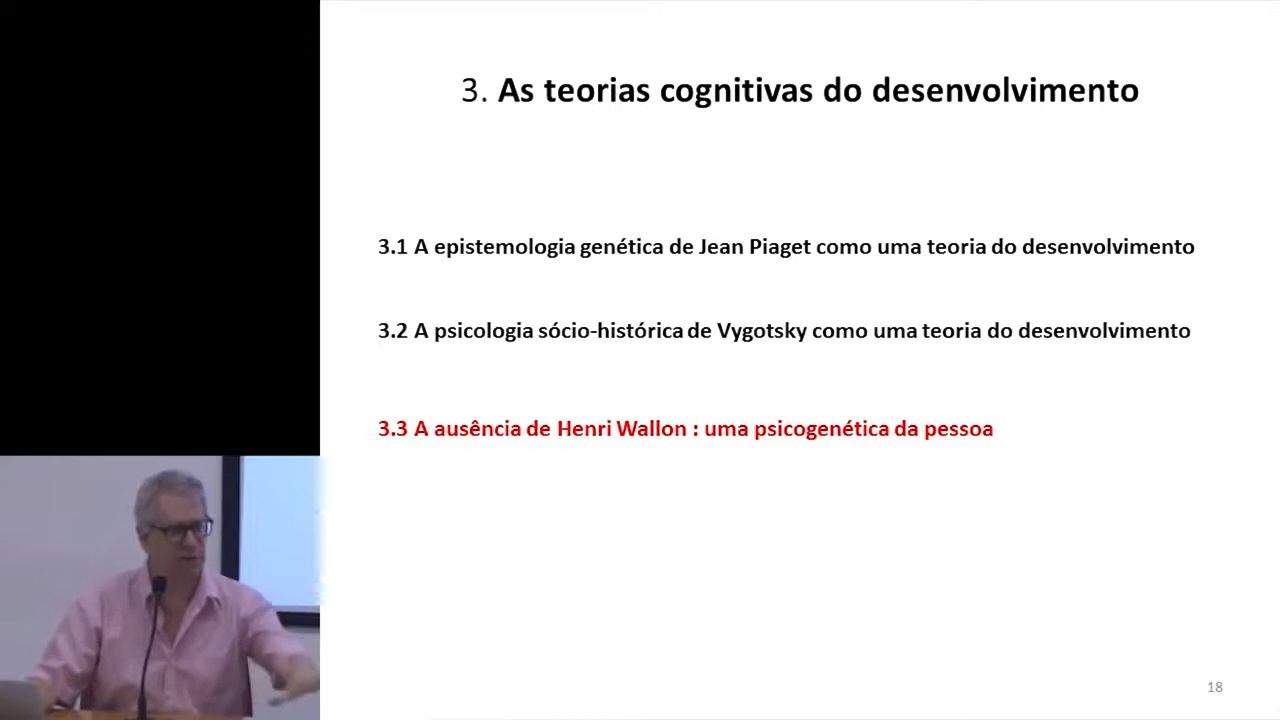 3. As teorias cognitivas do desenvolvimento
3.1 A epistemologia genética de Jean Piaget como uma teoria do desenvolvimento
3.2 A psicologia sócio-histórica de Vygotsky como uma teoria do desenvolvimento
3.3 A ausência de Henri Wallon : uma psicogenética da pessoa
18